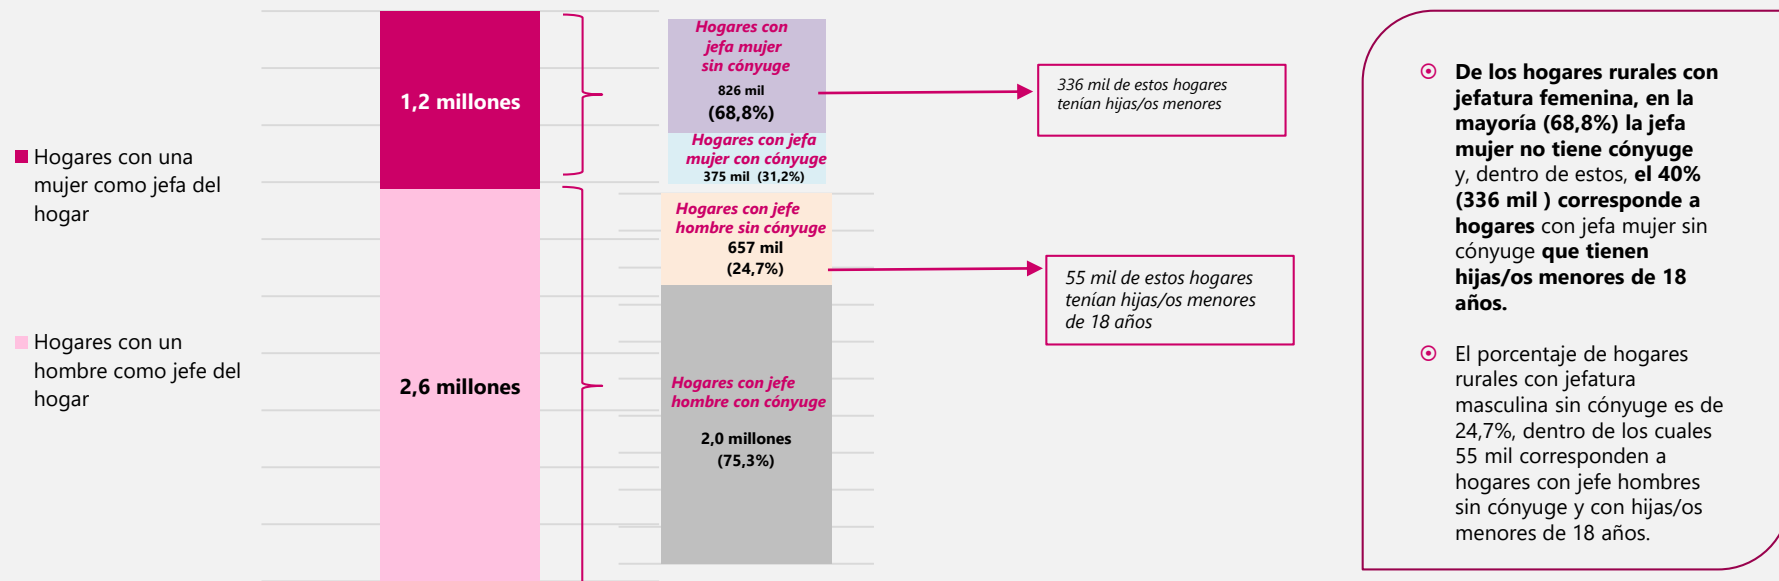 Hogares con una
mujer como jefa del
hogar
Hogares con un
hombre como jefe del
hogar
1,2 millones
2,6 millones
Hogares con
jefa mujer
sin cónyuge
826 mil
(68,8%)
Hogares con jefa
mujer con cónyuge
375 mil (31,2%)
Hogares con jefe
hombre sin cónyuge
657 mil
(24,7%)
Hogares con jefe
hombre con cónyuge
2,0 millones
(75,3%)
336 mil de estos hogares
tenían hijas/os menores
55 mil de estos hogares
tenían hijas/os menores
de 18 años
De los hogares rurales con
jefatura femenina, en la
mayoría (68,8%) la jefa
mujer no tiene cónyuge
y, dentro de estos, el 40%
(336 mil ) corresponde a
hogares con jefa mujer sin
cónyuge que tienen
hijas/os menores de 18
años.
El porcentaje de hogares
rurales con jefatura
masculina sin cónyuge es de
24,7%, dentro de los cuales
55 mil corresponden a
hogares con jefe hombres
sin cónyuge y con hijas/os
menores de 18 años.